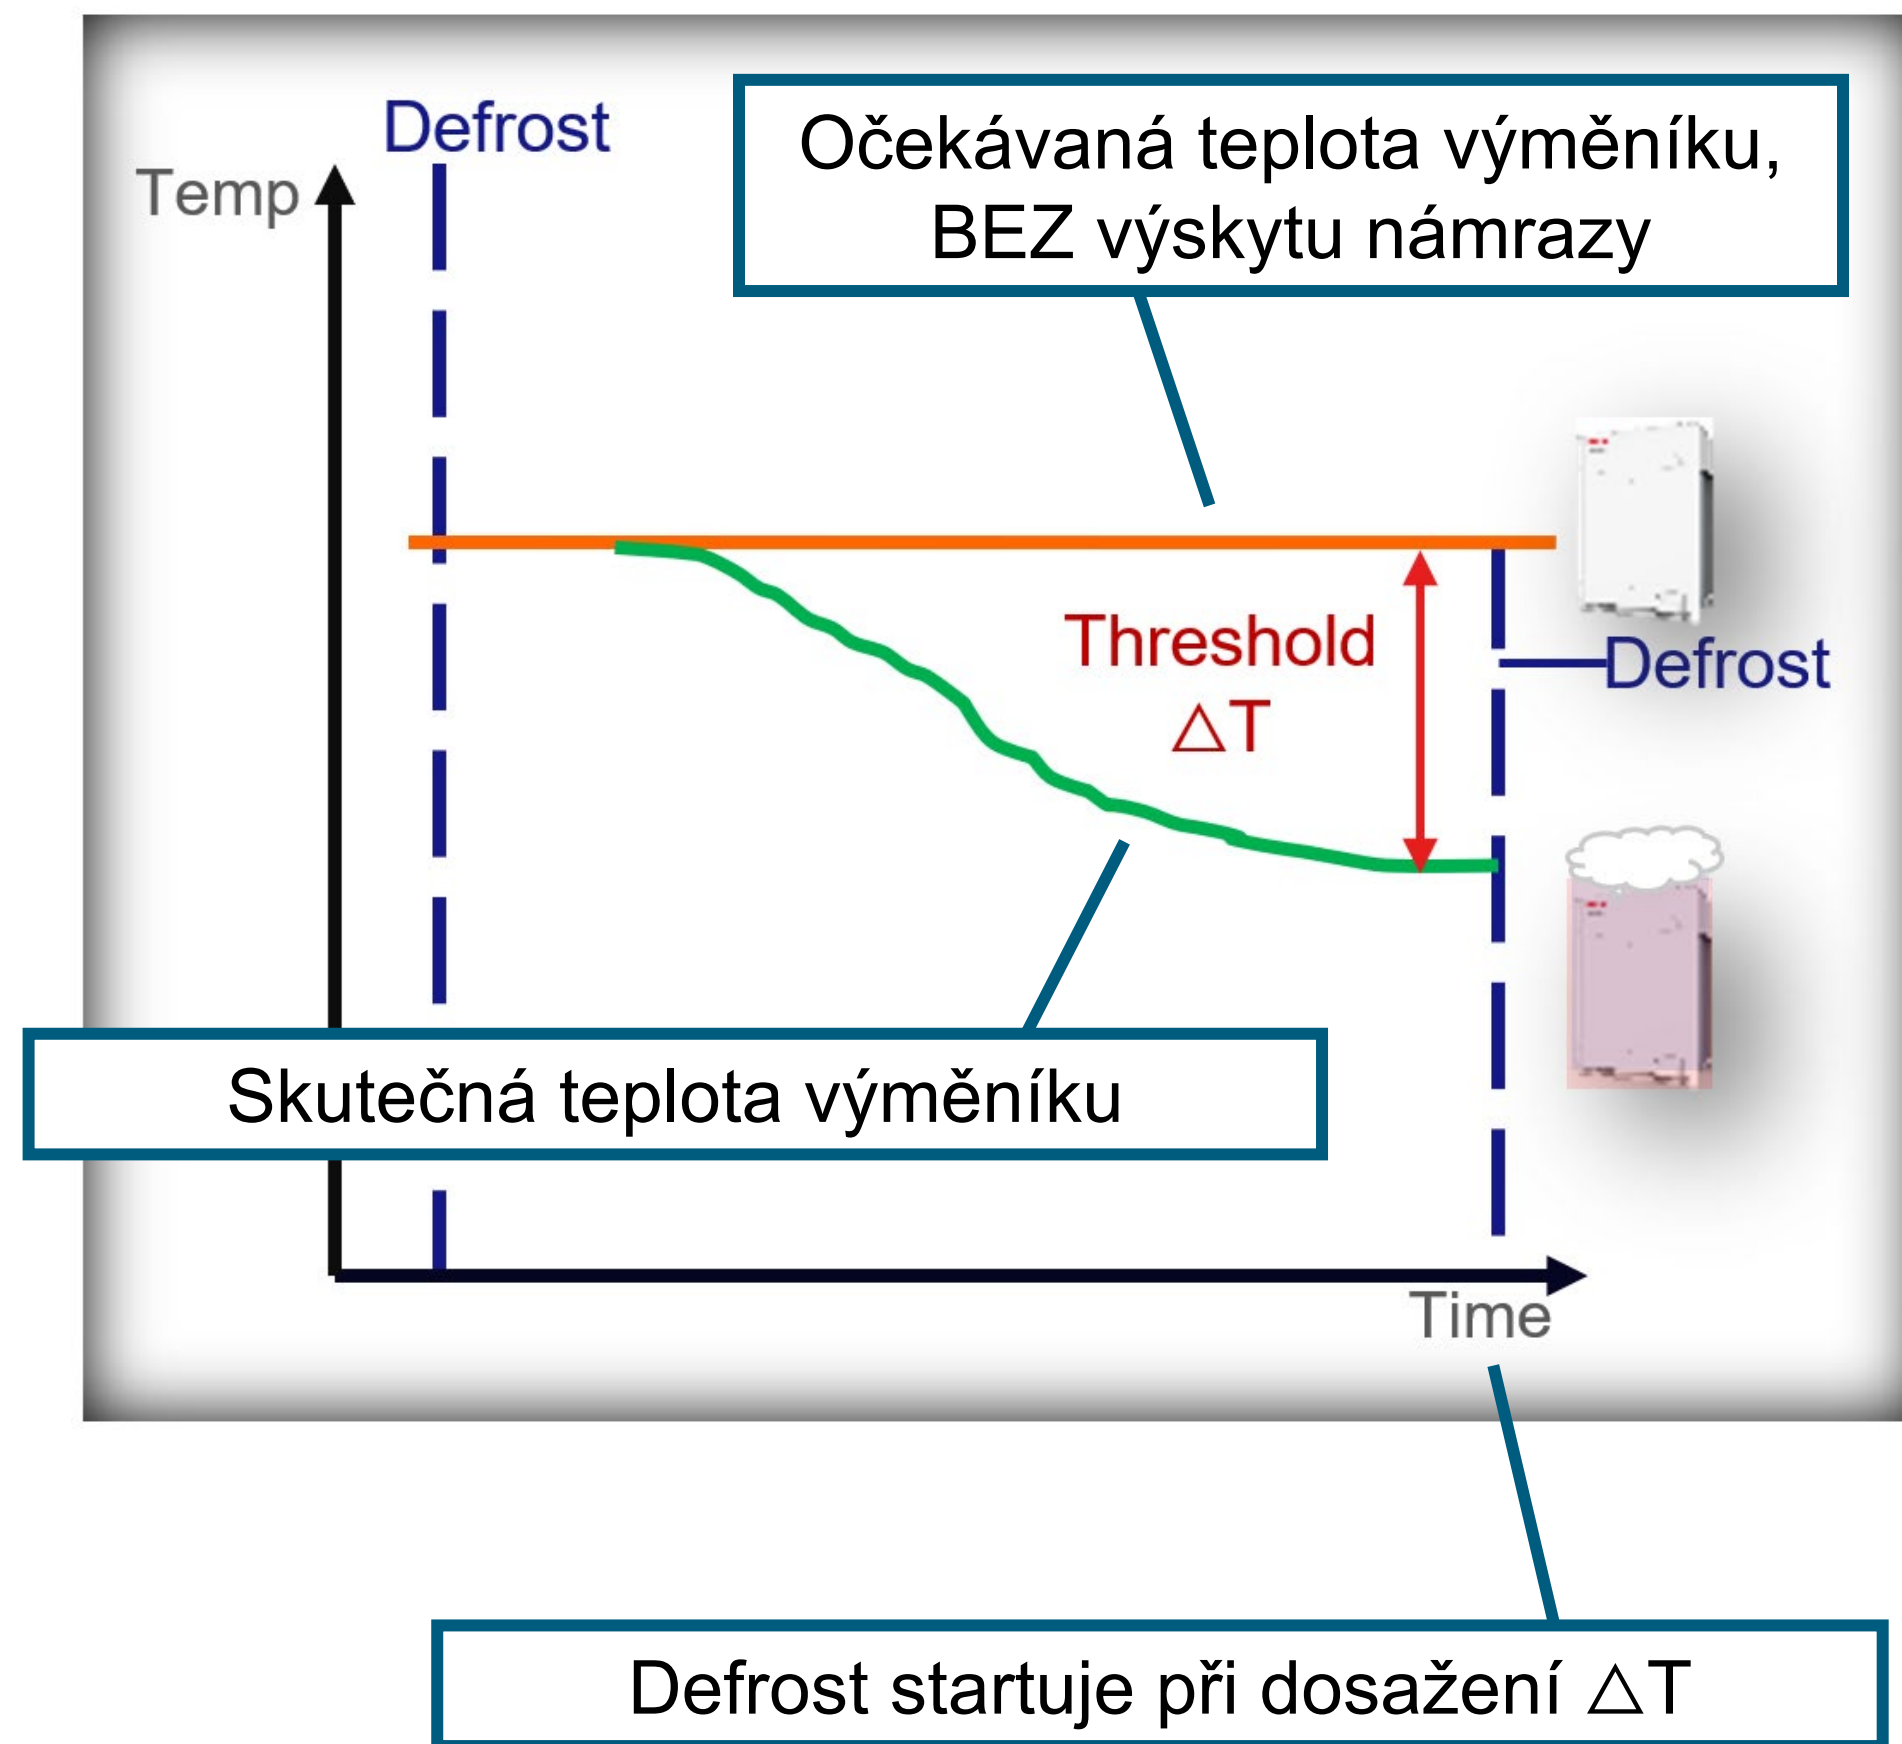 Defrost
Očekávaná teplota výměníku,
BEZ výskytu námrazy
Temp
Threshold
△T
Defrost
Skutečná teplota výměníku
Time
Defrost startuje při dosažení △T